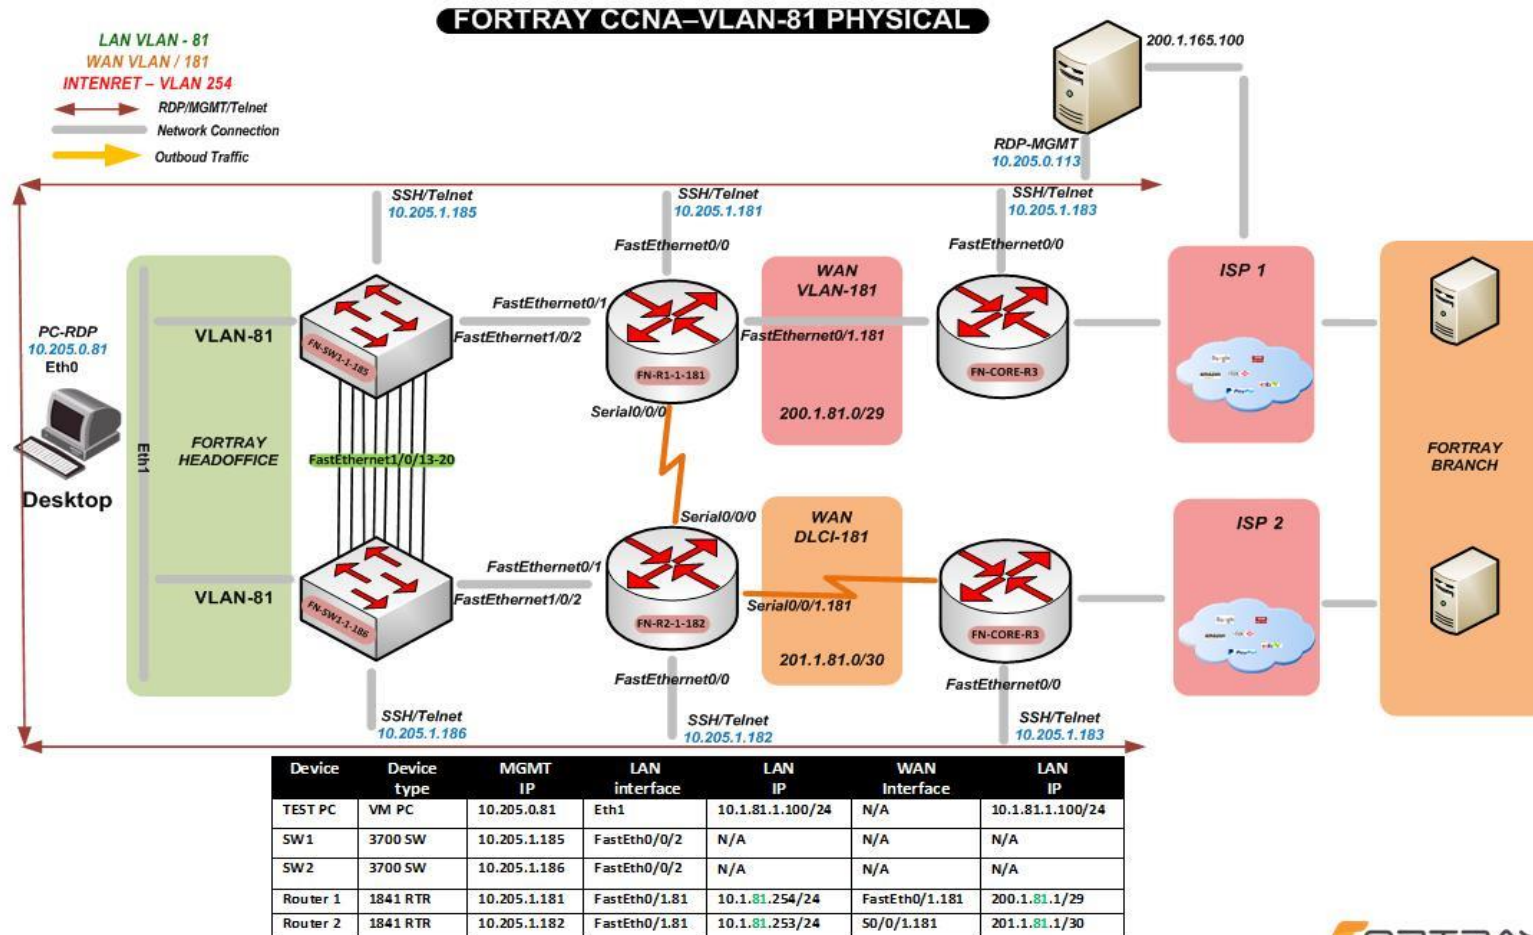 FORTRAY CCNA–VLAN-81 PHYSICAL
LAN VLAN - 81
WAN VLAN / 181
INTENRET – VLAN 254
RDP/MGMT/Telnet
Network Connection
Outboud Traffic
200.1.165.100
RDP-MGMT
10.205.0.113
SSH/Telnet
10.205.1.185
SSH/Telnet
10.205.1.181
SSH/Telnet
10.205.1.183
FastEthernet0/0
FastEthernet0/0
WAN
VLAN-181
ISP 1
PC-RDP
10.205.0.81
Eth0
VLAN-81
FN-SW1-1-185
FastEthernet0/1
FastEthernet1/0/2
FN-R1-1-181
FastEthernet0/1.181
200.1.81.0/29
FN-CORE-R3
amazon
PayPal
Serial0/0/0
Desktop
Eth1
FORTRAY
HEADOFFICE
FastEthernet1/0/13-20
FORTRAY
BRANCH
Serial0/0/0
WAN
DLCI-181
ISP 2
VLAN-81
FN-SW1-1-186
FastEthernet0/1
FastEthernet1/0/2
FN-R2-1-182
Serial0/0/1.181
201.1.81.0/30
FN-CORE-R3
amazon
PayPal
FastEthernet0/0
FastEthernet0/0
SSH/Telnet
10.205.1.186
SSH/Telnet
10.205.1.182
SSH/Telnet
10.205.1.183
Device Device type MGMT IP LAN interface LAN IP WAN Interface LAN IP
TEST PC VM PC 10.205.0.81 Eth1 10.1.81.1.100/24 N/A 10.1.81.1.100/24
SW1 3700 SW 10.205.1.185 FastEth0/0/2 N/A N/A N/A
SW2 3700 SW 10.205.1.186 FastEth0/0/2 N/A N/A N/A
Router 1 1841 RTR 10.205.1.181 FastEth0/1.81 10.1.81.254/24 FastEth0/1.181 200.1.81.1/29
Router 2 1841 RTR 10.205.1.182 FastEth0/1.81 10.1.81.253/24 S0/0/1.181 201.1.81.1/30